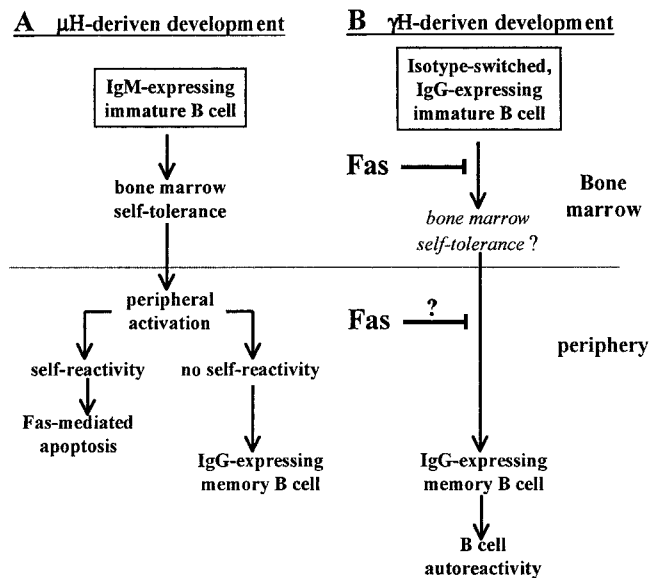 A μH-derived development
IgM-expressing
immature B cell
bone marrow
self-tolerance
peripheral
activation
self-reactivity
no self-reactivity
Fas-mediated
apoptosis
IgG-expressing
memory B cell
B γH-derived development
Isotype-switched,
IgG-expressing
immature B cell
Fas
bone marrow
self-tolerance ?
Bone
marrow
?
Fas
periphery
IgG-expressing
memory B cell
B cell
autoreactivity